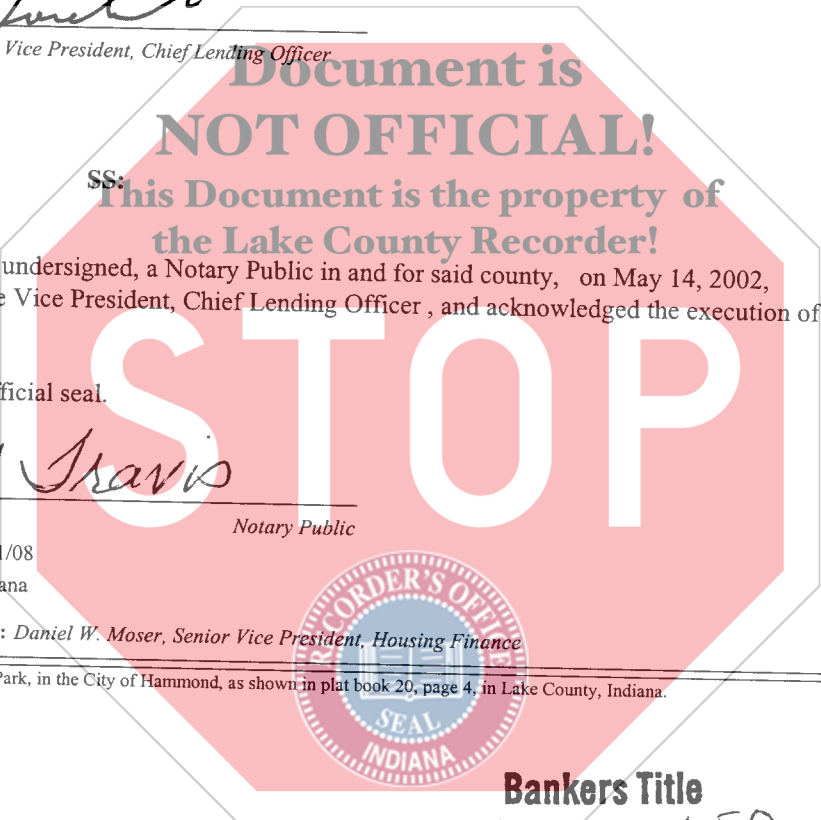 Vice President, Chief Lending Officer
Document is
NOT OFFICIAL!
SS:
This Document is the property of
the Lake County Recorder!
undersigned, a Notary Public in and for said county, on May 14, 2002,
e Vice President, Chief Lending Officer , and acknowledged the execution of
STOP
ficial seal.
Travis
Notary Public
1/08
ana
: Daniel W. Moser, Senior Vice President, Housing Finance
Park, in the City of Hammond, as shown in plat book 20, page 4, in Lake County, Indiana.
RECORDER'S OFFICE
SEAL
INDIANA
Bankers Title